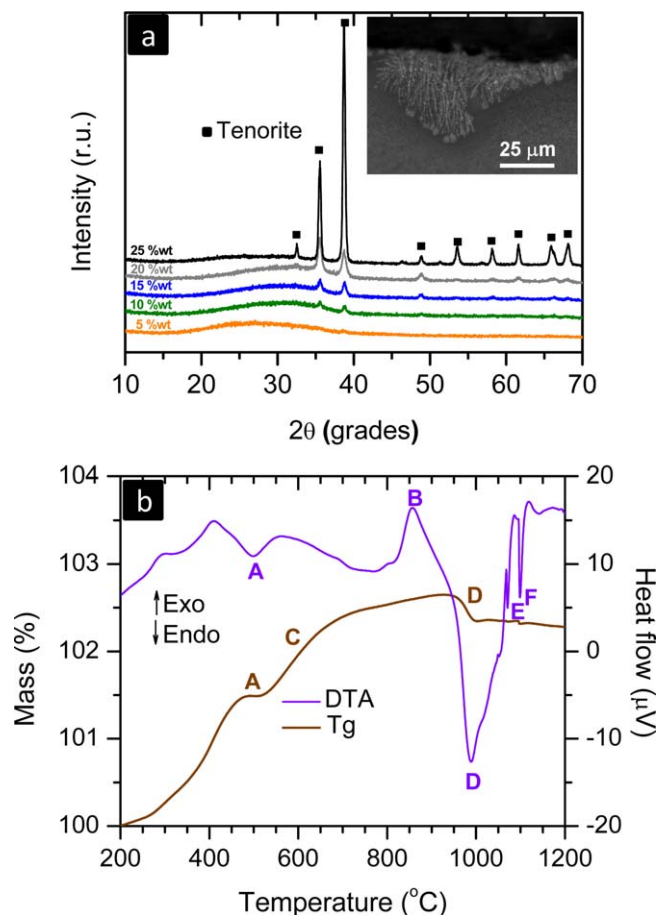 a
■ Tenorite
25 μm
25 %wt
20 %wt
15 %wt
10 %wt
5 %wt
Intensity (r.u.)
10 20 30 40 50 60 70
2θ (grades)
b
104
103
102
101
100
Mass (%)
20
10
0
-10
-20
Heat flow (μV)
B
A
↑Exo
↓Endo
C
D
E
F
A
DTA
Tg
D
200 400 600 800 1000 1200
Temperature (°C)